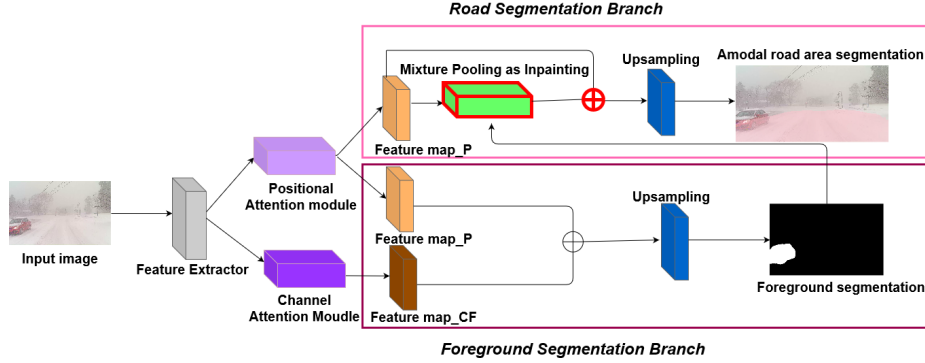 Road Segmentation Branch
Mixture Pooling as Inpainting
Upsampling
Amodal road area segmentation
Feature map_P
Positional
Attention module
Input image
Feature Extractor
Feature map_P
Upsampling
Channel
Attention Moudle
Feature map_CF
Foreground segmentation
Foreground Segmentation Branch